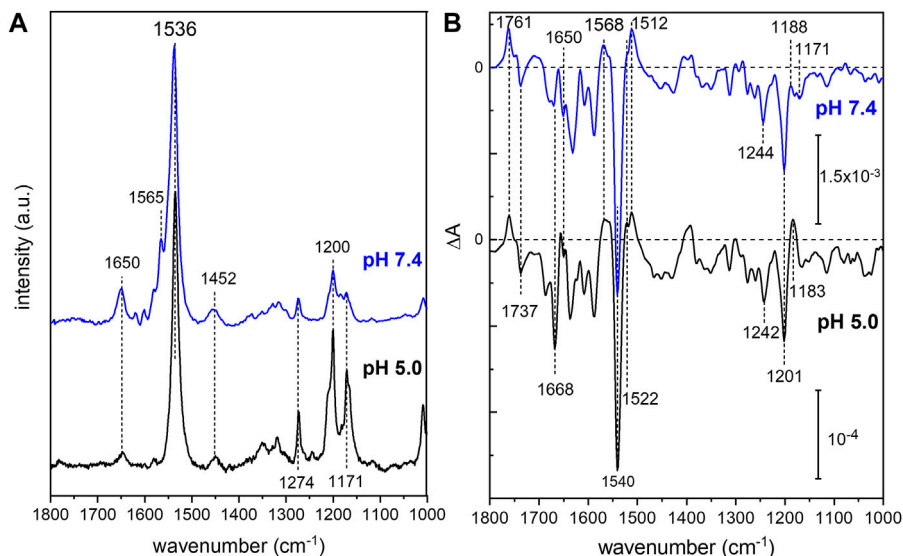 A
1536
1565
1650
1452
1200
pH 7.4
pH 5.0
1274
1171
intensity (a.u.)
1800 1700 1600 1500 1400 1300 1200 1100 1000
wavenumber (cm⁻¹)
B
1761
1650
1568
1512
1188
1171
0
pH 7.4
1244
1.5x10⁻³
ΔA
0
1737
1668
1522
1540
1242
1183
1201
pH 5.0
10⁻⁴
1800 1700 1600 1500 1400 1300 1200 1100 1000
wavenumber (cm⁻¹)